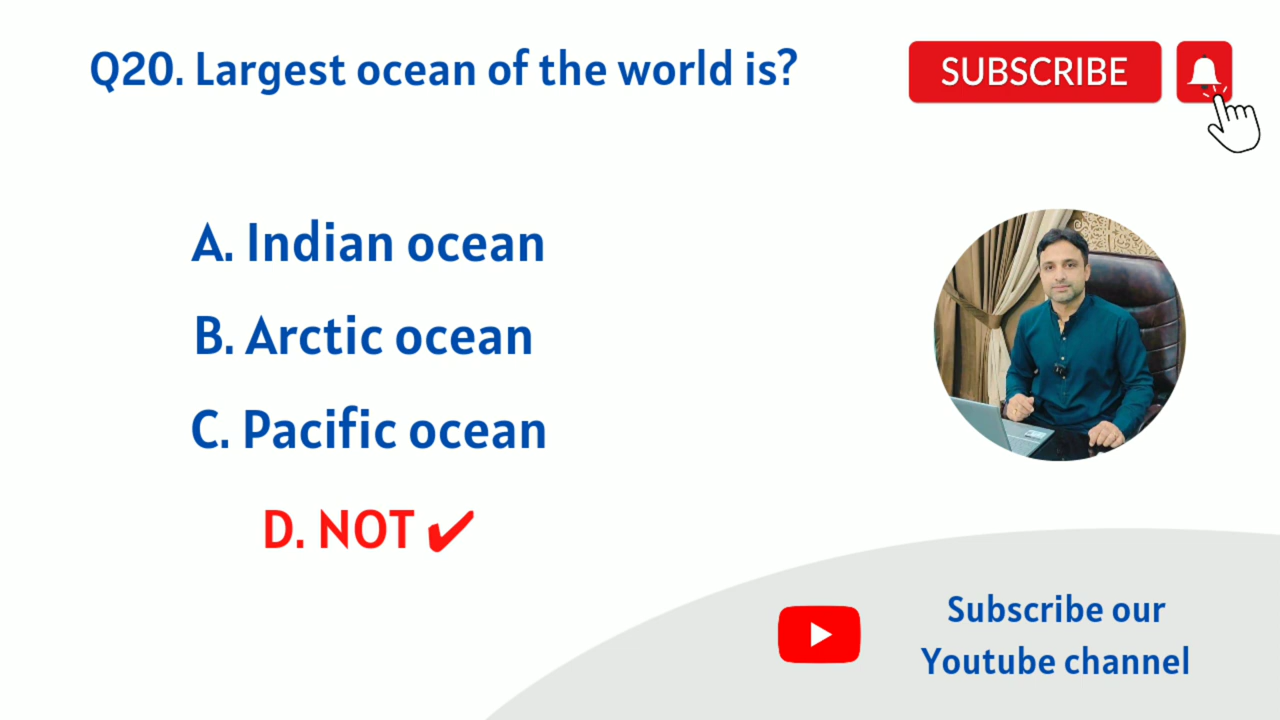 Q20. Largest ocean of the world is?
SUBSCRIBE
A. Indian ocean
B. Arctic ocean
C. Pacific ocean
D. NOT ✔
Subscribe our
Youtube channel